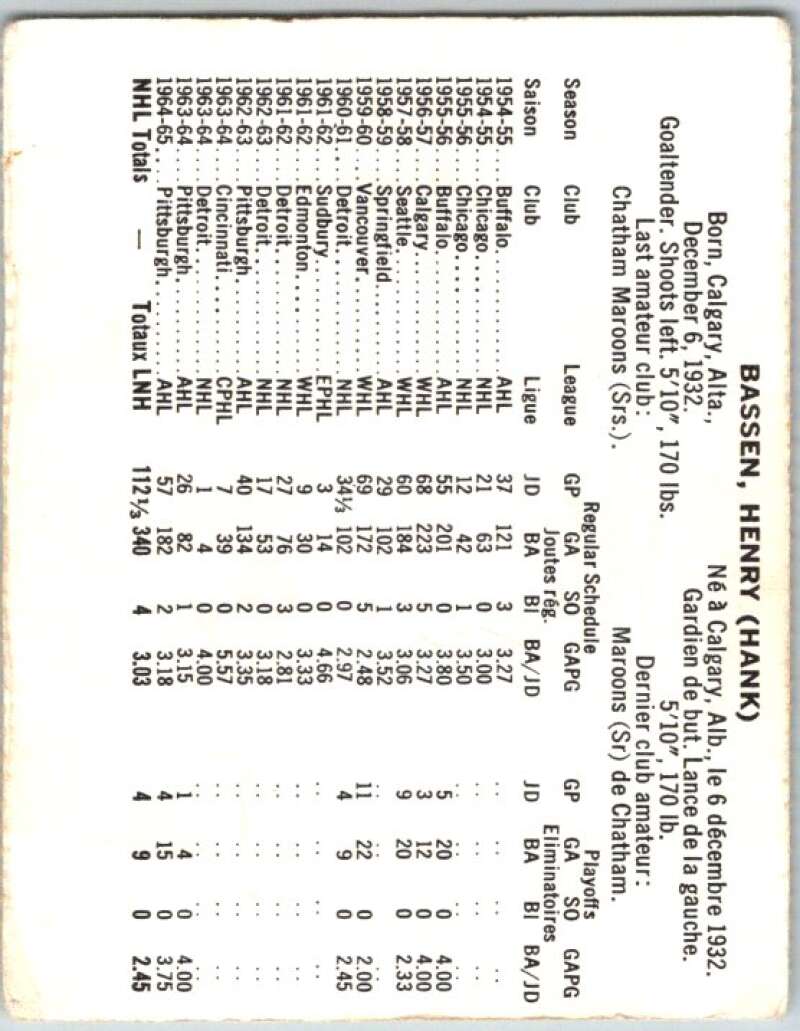 BASSEN, HENRY (HANK)
Born, Calgary, Alta.,
December 6, 1932.
Goaltender. Shoots left. 5'10", 170 lbs.
Last amateur club:
Chatham Maroons (Srs.).
Né à Calgary, Alb., le 6 décembre 1932.
Gardien de but. Lance de la gauche.
5'10", 170 lb.
Dernier club amateur:
Maroons (Sr) de Chatham.
Regular Schedule Playoffs
Season Club League GP GA SO GAPG GP GA SO GAPG
Joutes rég. Eliminatoires
Saison Club Ligue JD BA BI BA/JD JD BA BI BA/JD
1954-55 .... Buffalo.......... AHL 37 121 3 3.27 .. .. .. ..
1954-55 .... Chicago.......... NHL 21 63 0 3.00 .. .. .. ..
1955-56 .... Chicago.......... NHL 12 42 1 3.50 .. .. .. ..
1955-56 .... Buffalo.......... AHL 55 201 0 3.80 5 20 0 4.00
1956-57 .... Calgary.......... WHL 68 223 5 3.27 3 12 0 4.00
1957-58 .... Seattle.......... WHL 60 184 3 3.06 9 20 0 2.33
1958-59 .... Springfield....... AHL 29 102 1 3.52 .. .. .. ..
1959-60 .... Vancouver....... WHL 69 172 5 2.48 11 22 0 2.00
1960-61 .... Detroit.......... NHL 34⅓ 102 0 2.97 4 9 0 2.45
1961-62 .... Sudbury.......... EPHL 3 14 0 4.66 .. .. .. ..
1961-62 .... Edmonton....... WHL 9 30 0 3.33 .. .. .. ..
1961-62 .... Detroit.......... NHL 27 76 3 2.81 .. .. .. ..
1962-63 .... Detroit.......... NHL 17 53 0 3.18 .. .. .. ..
1962-63 .... Pittsburgh........ AHL 40 134 2 3.35 .. .. .. ..
1963-64 .... Cincinnati........ CPHL 7 39 0 5.57 .. .. .. ..
1963-64 .... Detroit.......... NHL 1 4 0 4.00 .. .. .. ..
1963-64 .... Pittsburgh........ AHL 26 82 1 3.15 1 4 0 4.00
1964-65 .... Pittsburgh........ AHL 57 182 2 3.18 4 15 0 3.75
NHL Totals — Totaux LNH 112⅓ 340 4 3.03 4 9 0 2.45